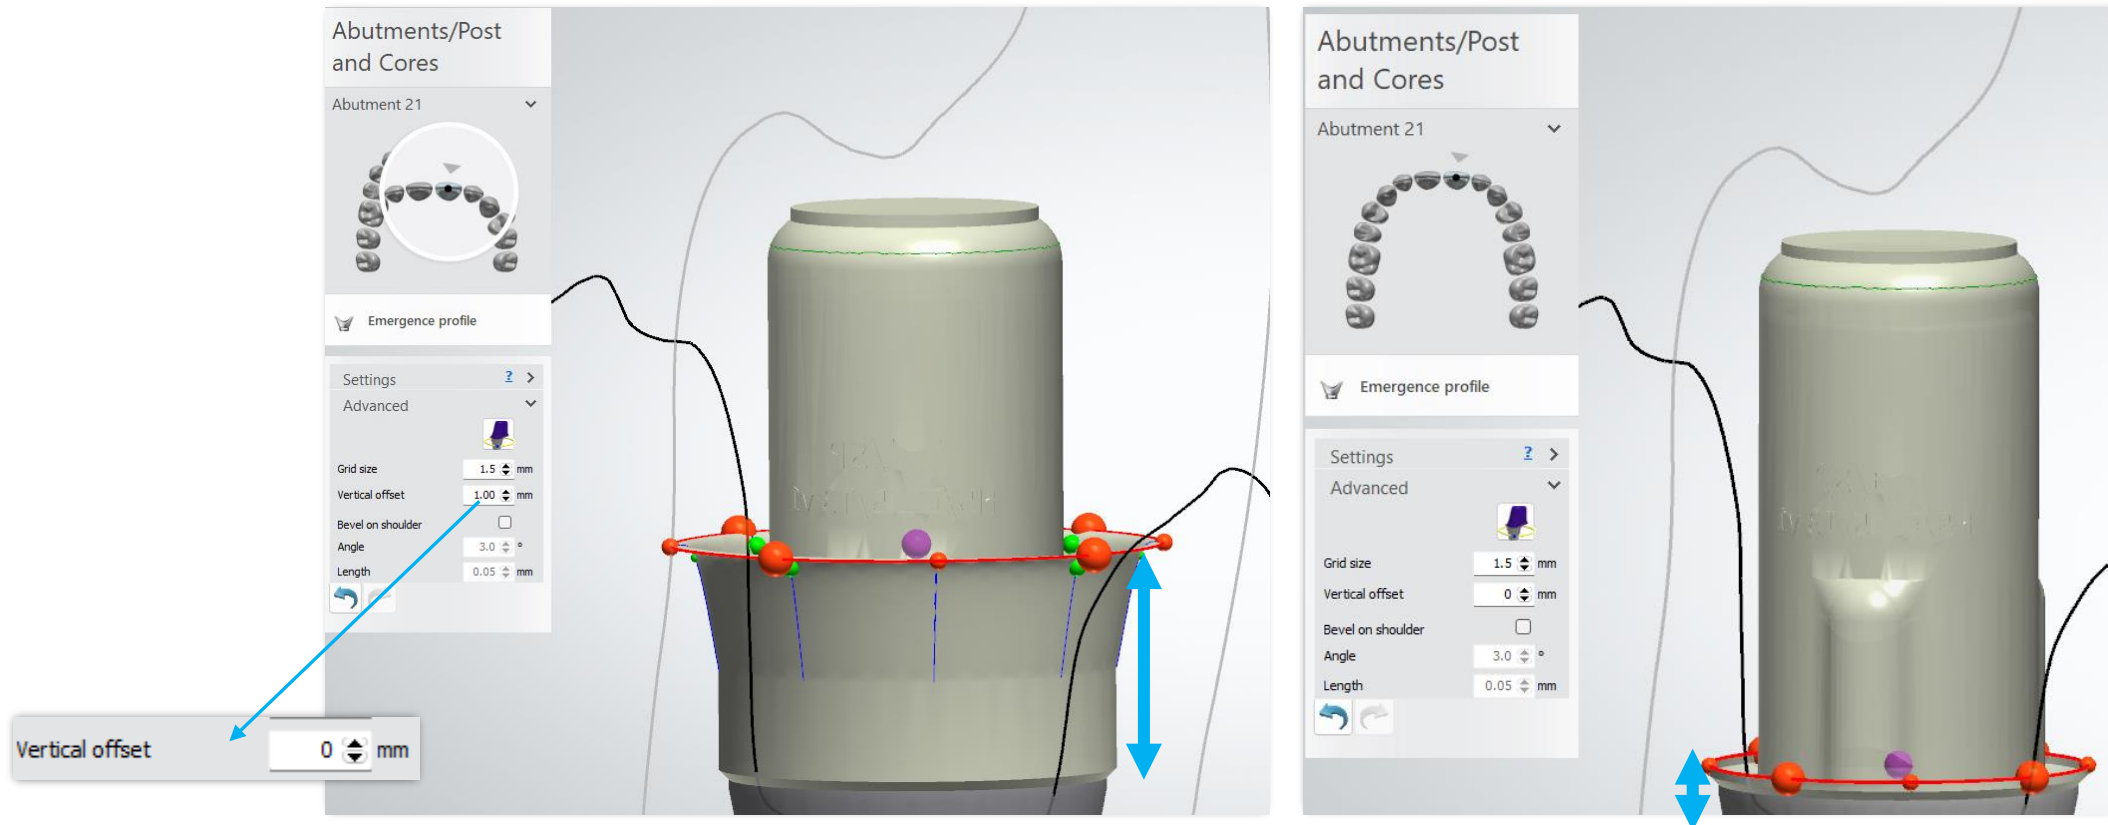 Abutments/Post
and Cores
Abutment 21
Emergence profile
Settings ?
Advanced
Grid size 1.5 mm
Vertical offset 1.00 mm
Bevel on shoulder
Angle 3.0 °
Length 0.05 mm
Vertical offset 0 mm
Abutments/Post
and Cores
Abutment 21
Emergence profile
Settings ?
Advanced
Grid size 1.5 mm
Vertical offset 0 mm
Bevel on shoulder
Angle 3.0 °
Length 0.05 mm